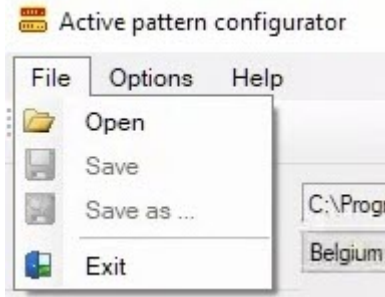 Active pattern configurator
File Options Help
Open
Save
Save as ...
C:\Progr
Belgium
Exit